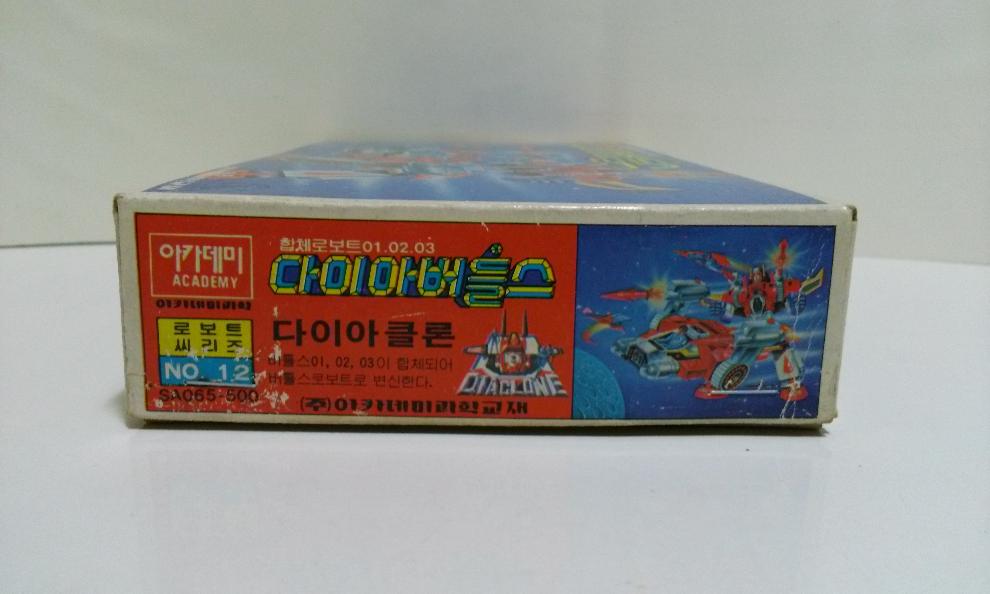 아카데미
ACADEMY
아카데미과학
로보트
씨리즈
NO. 12
SA065-500
합체로보트01.02.03
다이아버틀스
다이아클론
버틀스01, 02, 03이 합체되어
버틀스로보트로 변신한다.
DIACLONE
(주)아카데미과학교재